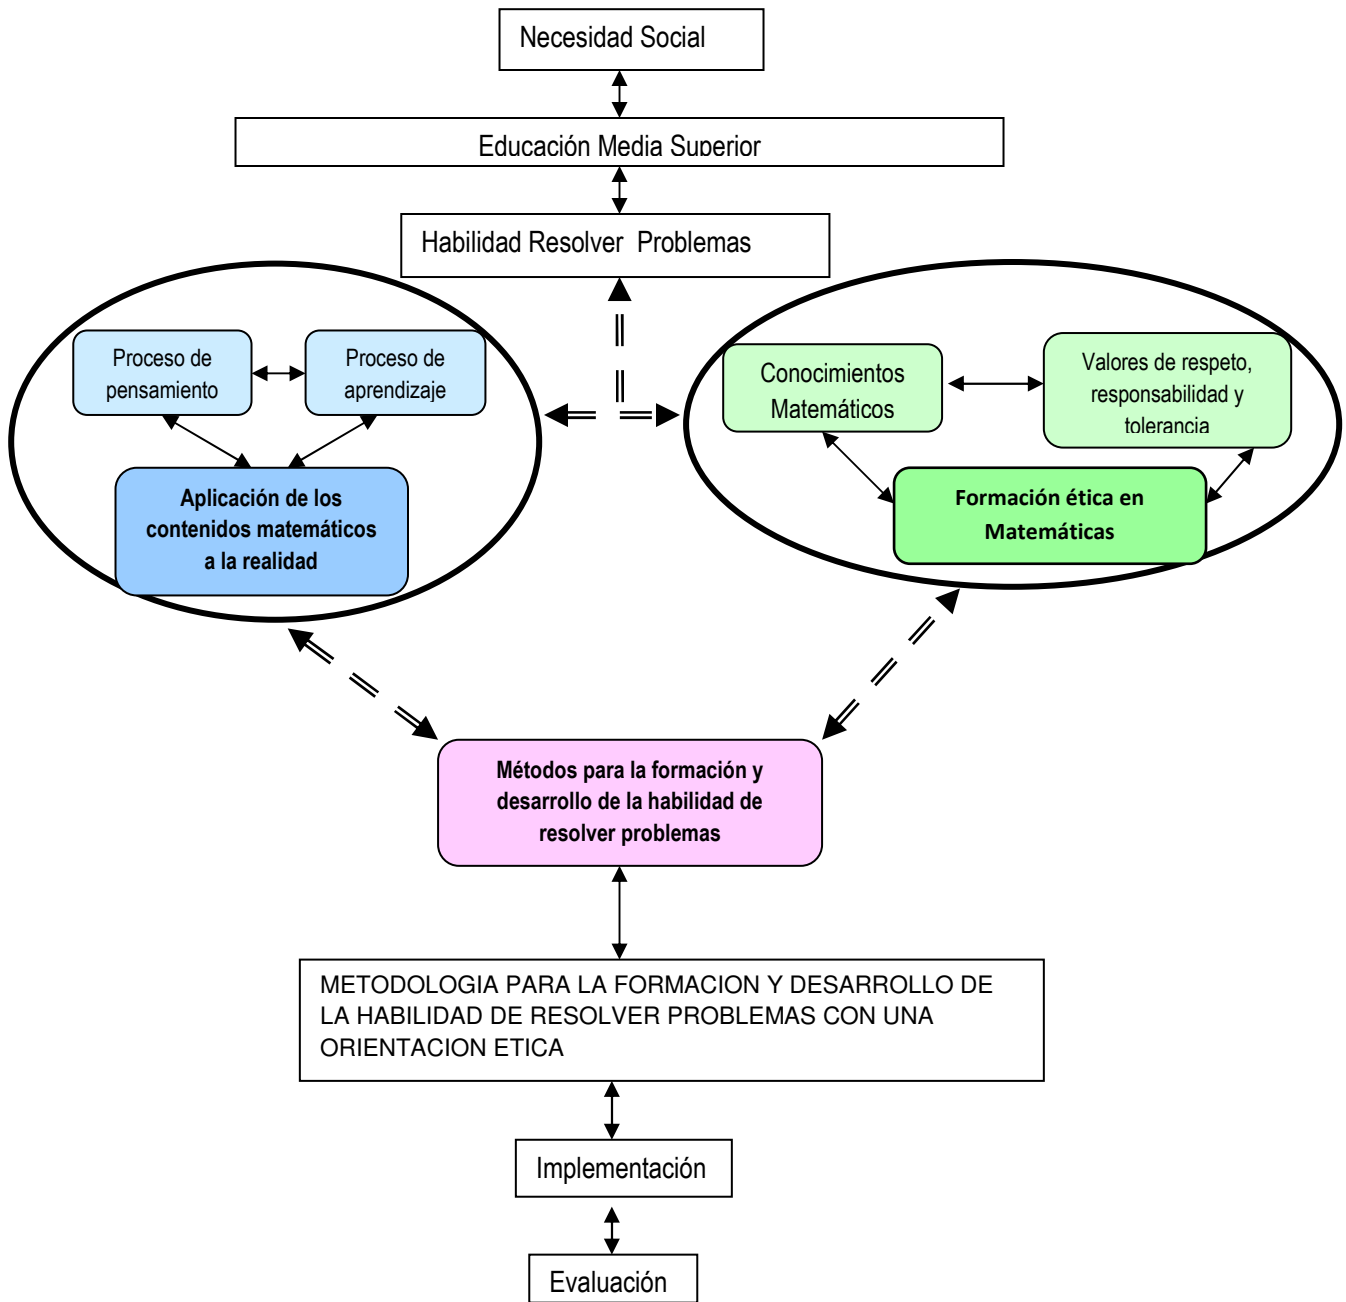 Necesidad Social
Educación Media Superior
Habilidad Resolver Problemas
Proceso de
pensamiento
Proceso de
aprendizaje
Aplicación de los
contenidos matemáticos
a la realidad
Conocimientos
Matemáticos
Valores de respeto,
responsabilidad y
tolerancia
Formación ética en
Matemáticas
Métodos para la formación y
desarrollo de la habilidad de
resolver problemas
METODOLOGIA PARA LA FORMACION Y DESARROLLO DE
LA HABILIDAD DE RESOLVER PROBLEMAS CON UNA
ORIENTACION ETICA
Implementación
Evaluación